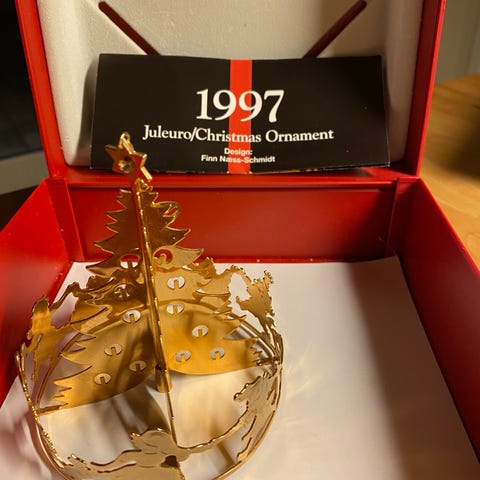 1997
Juleuro/Christmas Ornament
Design:
Finn Næss-Schmidt